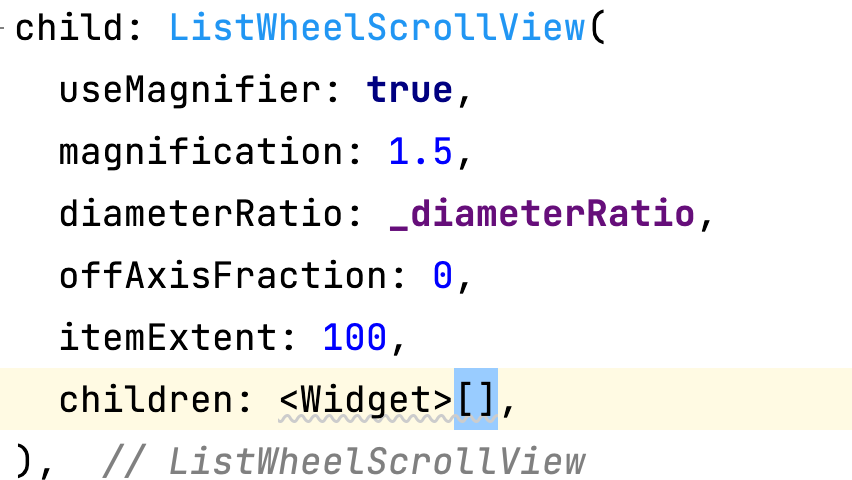 child: ListWheelScrollView(
useMagnifier: true,
magnification: 1.5,
diameterRatio: _diameterRatio,
offAxisFraction: 0,
itemExtent: 100,
children: <Widget>[],
), // ListWheelScrollView